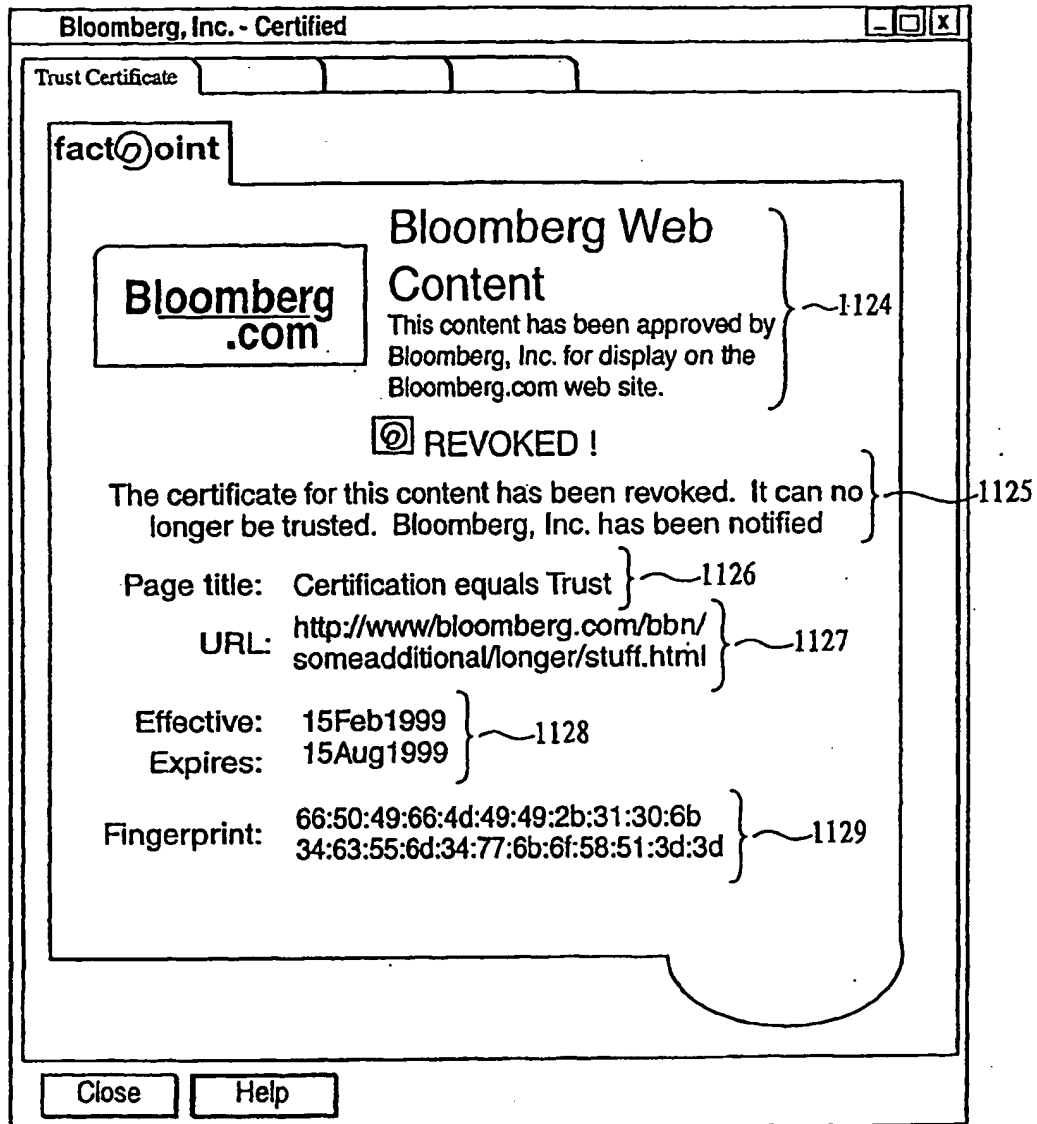 Bloomberg, Inc. - Certified
Trust Certificate
factpoint
Bloomberg Web
Content
Bloomberg
.com
This content has been approved by
Bloomberg, Inc. for display on the
Bloomberg.com web site.
1124
REVOKED !
The certificate for this content has been revoked. It can no
longer be trusted. Bloomberg, Inc. has been notified
1125
Page title: Certification equals Trust
1126
URL: http://www/bloomberg.com/bbn/
someadditional/longer/stuff.html
1127
Effective: 15Feb1999
Expires: 15Aug1999
1128
Fingerprint: 66:50:49:66:4d:49:49:2b:31:30:6b
34:63:55:6d:34:77:6b:6f:58:51:3d:3d
1129
Close Help